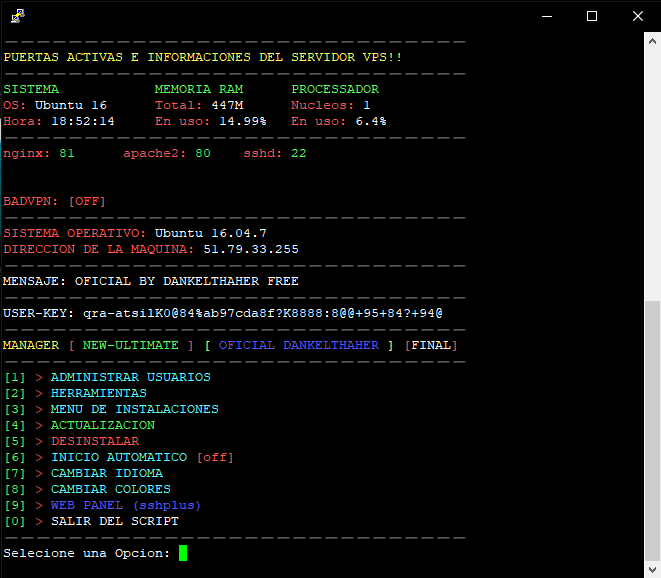 PUERTAS ACTIVAS E INFORMACIONES DEL SERVIDOR VPS!!
SISTEMA MEMORIA RAM PROCESSADOR
OS: Ubuntu 16 Total: 447M Nucleos: 1
Hora: 18:52:14 En uso: 14.99% En uso: 6.4%
nginx: 81 apache2: 80 sshd: 22
BADVPN: [OFF]
SISTEMA OPERATIVO: Ubuntu 16.04.7
DIRECCION DE LA MAQUINA: 51.79.33.255
MENSAJE: OFICIAL BY DANKELTHAHER FREE
USER-KEY: qra-atsilK0@84%ab97cda8f?K8888:8@@+95+84?+94@
MANAGER [ NEW-ULTIMATE ] [ OFICIAL DANKELTHAHER ] [FINAL]
[1] > ADMINISTRAR USUARIOS
[2] > HERRAMIENTAS
[3] > MENU DE INSTALACIONES
[4] > ACTUALIZACION
[5] > DESINSTALAR
[6] > INICIO AUTOMATICO [off]
[7] > CAMBIAR IDIOMA
[8] > CAMBIAR COLORES
[9] > WEB PANEL (sshplus)
[0] > SALIR DEL SCRIPT
Selecione una Opcion: